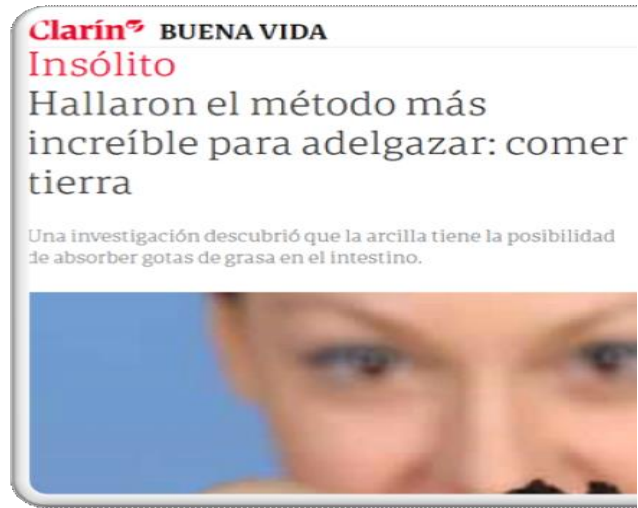 Clarín BUENA VIDA
Insólito
Hallaron el método más
increíble para adelgazar: comer
tierra
Una investigación descubrió que la arcilla tiene la posibilidad
de absorber gotas de grasa en el intestino.